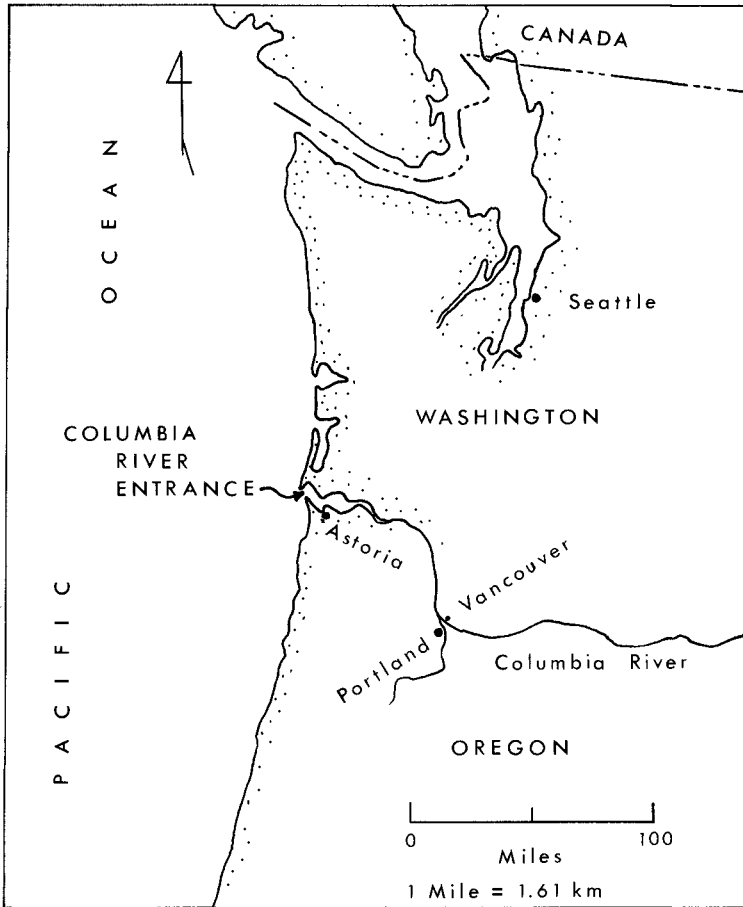 CANADA
OCEAN
Seattle
WASHINGTON
COLUMBIA
RIVER
ENTRANCE
Astoria
Vancouver
PACIFIC
Portland
Columbia River
OREGON
0 100
Miles
1 Mile = 1.61 km